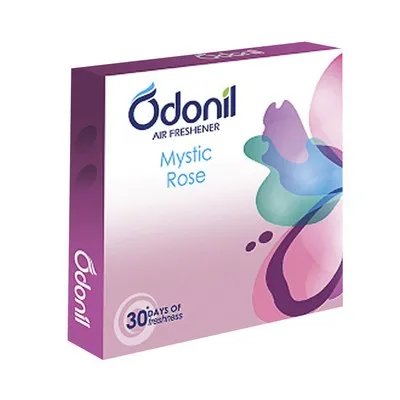 Odonil
AIR FRESHENER
Mystic
Rose
30+ DAYS OF
freshness
Odonil